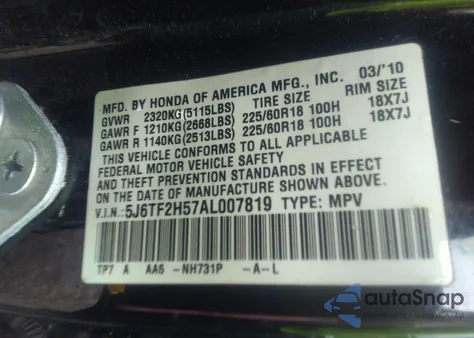 MFD. BY HONDA OF AMERICA MFG., INC. 03/'10
GVWR 2320KG(5115LBS) TIRE SIZE RIM SIZE
GAWR F 1210KG(2668LBS) 225/60R18 100H 18X7J
GAWR R 1140KG(2513LBS) 225/60R18 100H 18X7J
THIS VEHICLE CONFORMS TO ALL APPLICABLE
FEDERAL MOTOR VEHICLE SAFETY
AND THEFT PREVENTION STANDARDS IN EFFECT
ON THE DATE OF MANUFACTURE SHOWN ABOVE.
V.I.N.: 5J6TF2H57AL007819 TYPE: MPV
TP7 A AA6 -NH731P -A-L
autoSnap